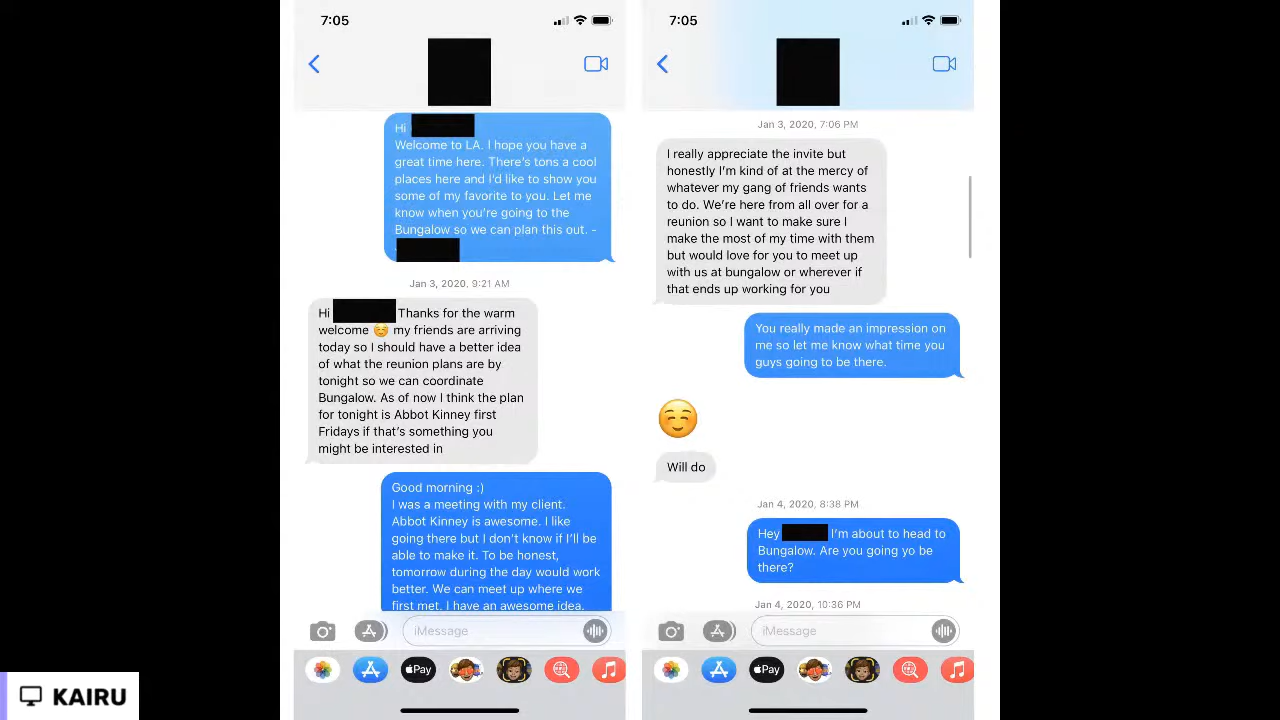 7:05
Hi
Welcome to LA. I hope you have a
great time here. There's tons a cool
places here and I'd like to show you
some of my favorite to you. Let me
know when you're going to the
Bungalow so we can plan this out. -
Jan 3, 2020, 9:21 AM
Hi Thanks for the warm
welcome ☺️ my friends are arriving
today so I should have a better idea
of what the reunion plans are by
tonight so we can coordinate
Bungalow. As of now I think the plan
for tonight is Abbot Kinney first
Fridays if that's something you
might be interested in
Good morning :)
I was a meeting with my client.
Abbot Kinney is awesome. I like
going there but I don't know if I'll be
able to make it. To be honest,
tomorrow during the day would work
better. We can meet up where we
first met. I have an awesome idea.
iMessage
Pay
7:05
Jan 3, 2020, 7:06 PM
I really appreciate the invite but
honestly I'm kind of at the mercy of
whatever my gang of friends wants
to do. We're here from all over for a
reunion so I want to make sure I
make the most of my time with them
but would love for you to meet up
with us at bungalow or wherever if
that ends up working for you
You really made an impression on
me so let me know what time you
guys going to be there.
☺️
Will do
Jan 4, 2020, 8:38 PM
Hey I'm about to head to
Bungalow. Are you going yo be
there?
Jan 4, 2020, 10:36 PM
iMessage
Pay
KAIRU